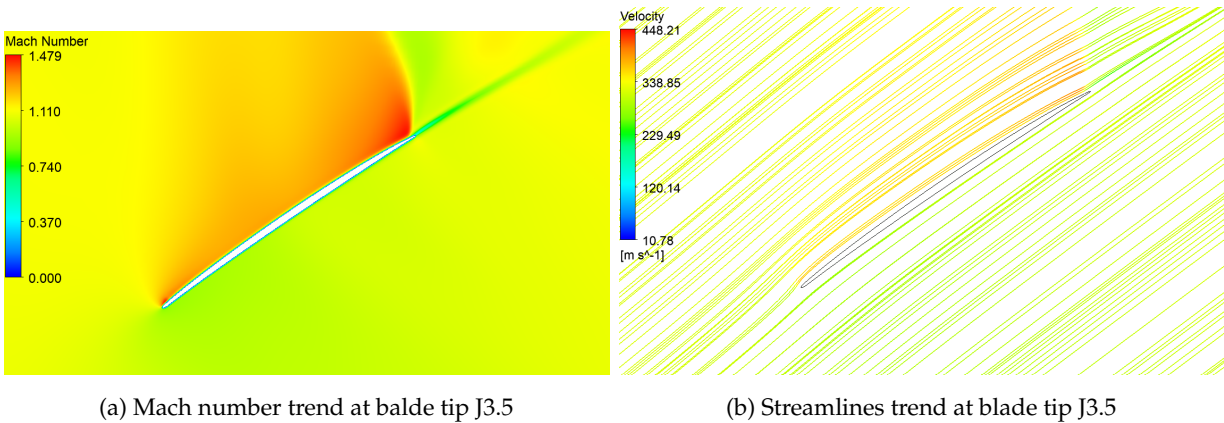 Mach Number
1.479
1.110
0.740
0.370
0.000
Velocity
448.21
338.85
229.49
120.14
10.78
[m s^-1]
(a) Mach number trend at balde tip J3.5
(b) Streamlines trend at blade tip J3.5